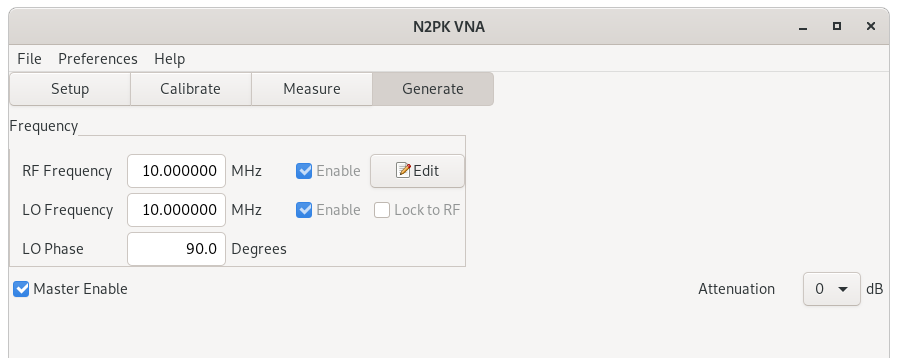 N2PK VNA
File Preferences Help
Setup Calibrate Measure Generate
Frequency
RF Frequency 10.000000 MHz Enable Edit
LO Frequency 10.000000 MHz Enable Lock to RF
LO Phase 90.0 Degrees
Master Enable Attenuation 0 dB